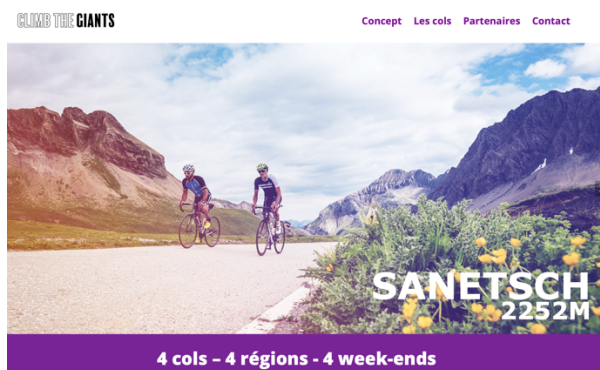 CLIMB THE GIANTS
Concept Les cols Partenaires Contact
SANETSCH
2252M
4 cols – 4 régions - 4 week-ends